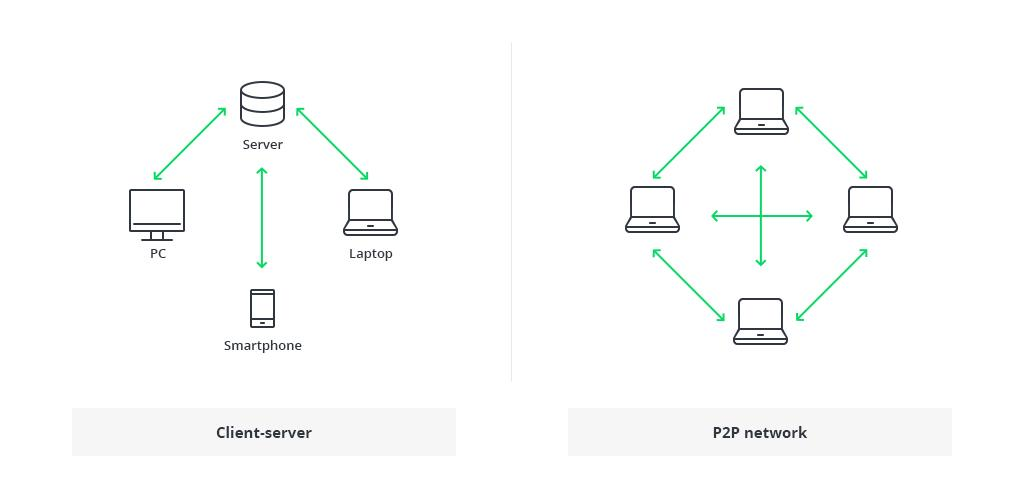 Server
PC
Laptop
Smartphone
Client-server
P2P network